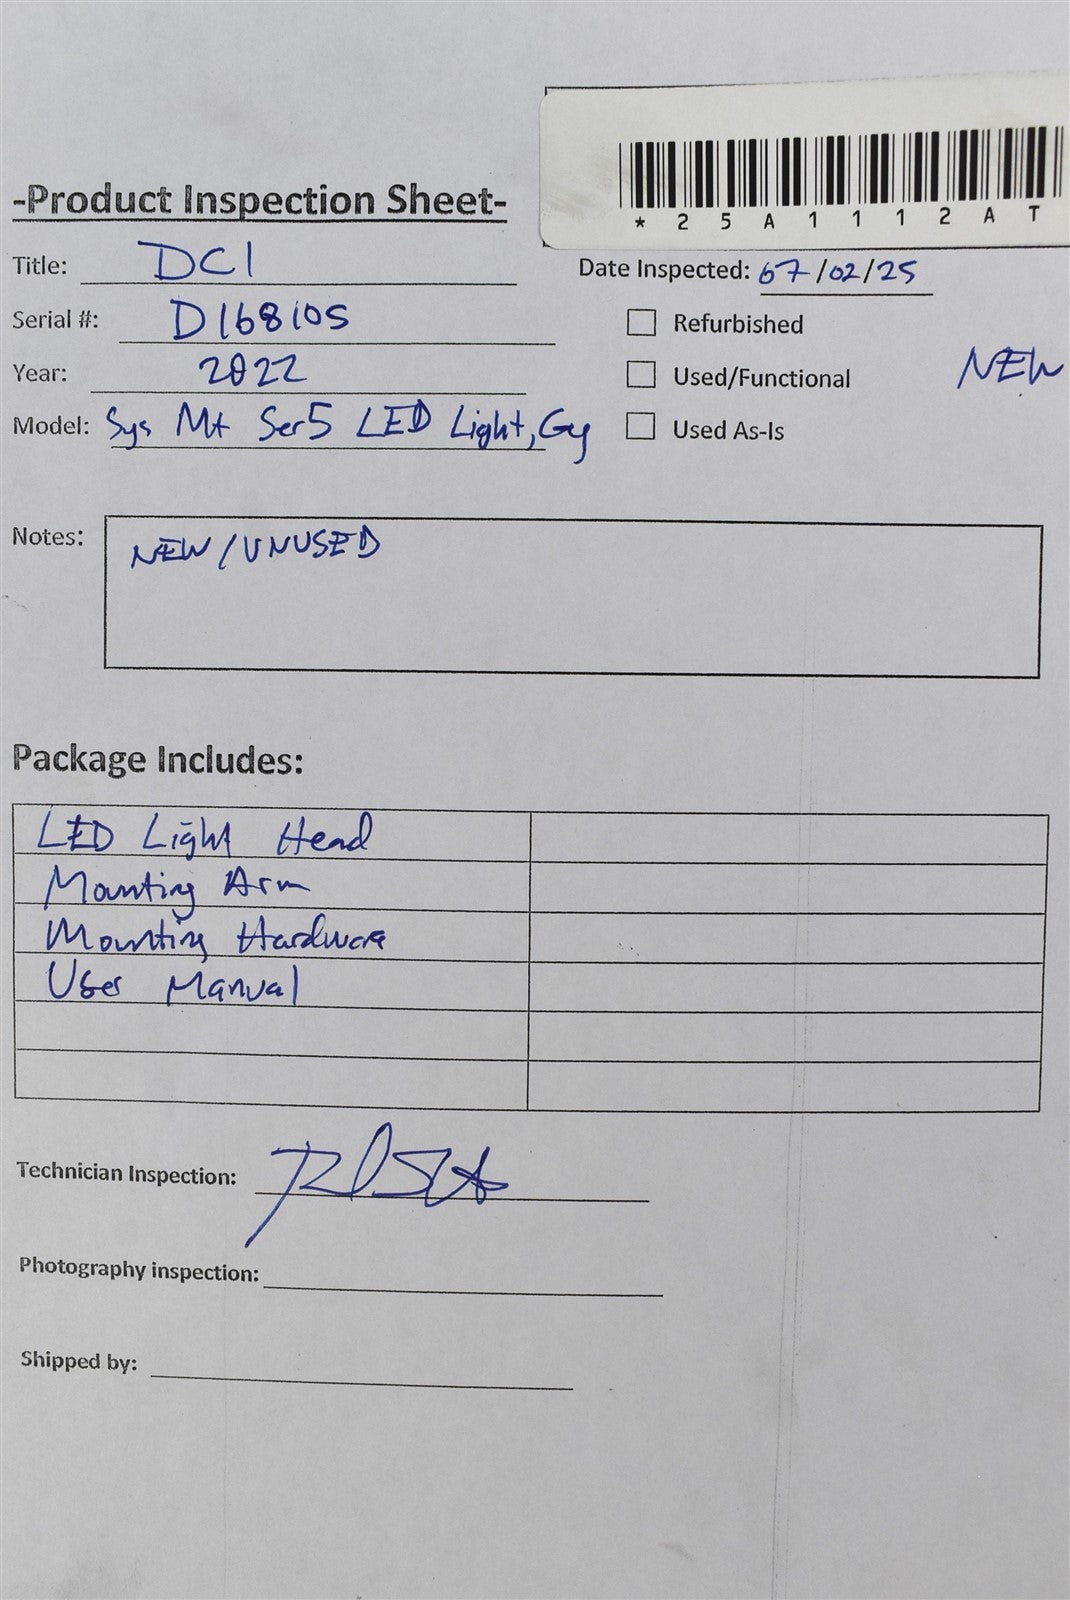 *25A1112AT
-Product Inspection Sheet-
Title: DCI
Date Inspected: 07/02/25
Serial #: D168105
Refurbished
Year: 2022
Used/Functional NEW
Model: Sys Mt Ser5 LED Light, Gy
Used As-Is
Notes: NEW/UNUSED
Package Includes:
LED Light Head
Mounting Arm
Mounting Hardware
User Manual
Technician Inspection:
Photography inspection:
Shipped by: